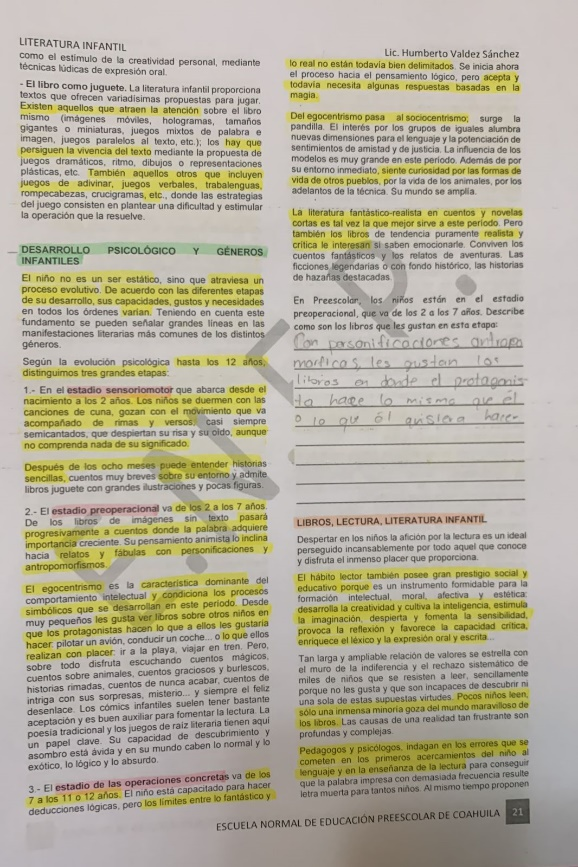 LITERATURA INFANTIL
como el estímulo de la creatividad personal, mediante
técnicas lúdicas de expresión oral.
- El libro como juguete. La literatura infantil proporciona
textos que ofrecen variadísimas propuestas para jugar.
Existen aquellos que atraen la atención sobre el libro
mismo (imágenes móviles, hologramas, tamaños
gigantes o miniaturas, juegos mixtos de palabra e
imagen, juegos paralelos al texto, etc.); los hay que
persiguen la vivencia del texto mediante la propuesta de
juegos dramáticos, ritmo, dibujos o representaciones
plásticas, etc. También aquellos otros que incluyen
juegos de adivinar, juegos verbales, trabalenguas,
rompecabezas, crucigramas, etc., donde las estrategias
del juego consisten en plantear una dificultad y estimular
la operación que la resuelve.
DESARROLLO PSICOLÓGICO Y GÉNEROS
INFANTILES
El niño no es un ser estático, sino que atraviesa un
proceso evolutivo. De acuerdo con las diferentes etapas
de su desarrollo, sus capacidades, gustos y necesidades
en todos los órdenes varían. Teniendo en cuenta este
fundamento se pueden señalar grandes líneas en las
manifestaciones literarias más comunes de los distintos
géneros.
Según la evolución psicológica hasta los 12 años,
distinguimos tres grandes etapas:
1.- En el estadio sensoriomotor que abarca desde el
nacimiento a los 2 años. Los niños se duermen con las
canciones de cuna, gozan con el movimiento que va
acompañado de rimas y versos, casi siempre
semicantados, que despiertan su risa y su oído, aunque
no comprenda nada de su significado.
Después de los ocho meses puede entender historias
sencillas, cuentos muy breves sobre su entorno y admite
libros juguete con grandes ilustraciones y pocas figuras.
2.- El estadio preoperacional va de los 2 a los 7 años.
De los libros de imágenes sin texto pasará
progresivamente a cuentos donde la palabra adquiere
importancia creciente. Su pensamiento animista lo inclina
hacia relatos y fábulas con personificaciones y
antropomorfismos.
El egocentrismo es la característica dominante del
comportamiento intelectual y condiciona los procesos
simbólicos que se desarrollan en este período. Desde
muy pequeños les gusta ver libros sobre otros niños en
que los protagonistas hacen lo que a ellos les gustaría
hacer: pilotar un avión, conducir un coche... o lo que ellos
realizan con placer: ir a la playa, viajar en tren. Pero,
sobre todo disfruta escuchando cuentos mágicos,
cuentos sobre animales, cuentos graciosos y burlescos,
historias rimadas, cuentos de nunca acabar, cuentos de
intriga con sus sorpresas, misterio... y siempre el feliz
desenlace. Los cómics infantiles suelen tener bastante
aceptación y es buen auxiliar para fomentar la lectura. La
poesía tradicional y los juegos de raíz literaria tienen aquí
un papel clave. Su capacidad de descubrimiento y
asombro está ávida y en su mundo caben lo normal y lo
exótico, lo lógico y lo absurdo.
3.- El estadio de las operaciones concretas va de los
7 a los 11 o 12 años. El niño está capacitado para hacer
deducciones lógicas, pero los límites entre lo fantástico y
Lic. Humberto Valdez Sánchez
lo real no están todavía bien delimitados. Se inicia ahora
el proceso hacia el pensamiento lógico, pero acepta y
todavía necesita algunas respuestas basadas en la
magia.
Del egocentrismo pasa al sociocentrismo; surge la
pandilla. El interés por los grupos de iguales alumbra
nuevas dimensiones para el lenguaje y la potenciación de
sentimientos de amistad y de justicia. La influencia de los
modelos es muy grande en este período. Además de por
su entorno inmediato, siente curiosidad por las formas de
vida de otros pueblos, por la vida de los animales, por los
adelantos de la técnica. Su mundo se amplía.
La literatura fantástico-realista en cuentos y novelas
cortas es tal vez la que mejor sirve a este período. Pero
también los libros de tendencia puramente realista y
crítica le interesan si saben emocionarle. Conviven los
cuentos fantásticos y los relatos de aventuras. Las
ficciones legendarias o con fondo histórico, las historias
de hazañas destacadas.
En Preescolar, los niños están en el estadio
preoperacional, que va de los 2 a los 7 años. Describe
como son los libros que les gustan en esta etapa:
Con personificaciones antropo
morficas, les gustan los
libros en donde el protagonis-
ta hace lo mismo que él
o lo que él quisiera hacer
LIBROS, LECTURA, LITERATURA INFANTIL
Despertar en los niños la afición por la lectura es un ideal
perseguido incansablemente por todo aquel que conoce
y disfruta el inmenso placer que proporciona.
El hábito lector también posee gran prestigio social y
educativo porque es un instrumento formidable para la
formación intelectual, moral, afectiva y estética:
desarrolla la creatividad y cultiva la inteligencia, estimula
la imaginación, despierta y fomenta la sensibilidad,
provoca la reflexión y favorece la capacidad crítica,
enriquece el léxico y la expresión oral y escrita...
Tan larga y ampliable relación de valores se estrella con
el muro de la indiferencia y el rechazo sistemático de
miles de niños que se resisten a leer, sencillamente
porque no les gusta y que son incapaces de descubrir ni
una sola de estas supuestas virtudes. Pocos niños leen,
sólo una inmensa minoría goza del mundo maravilloso de
los libros. Las causas de una realidad tan frustrante son
profundas y complejas.
Pedagogos y psicólogos, indagan en los errores que se
cometen en los primeros acercamientos del niño al
lenguaje y en la enseñanza de la lectura para conseguir
que la palabra impresa con demasiada frecuencia resulte
letra muerta para tantos niños. Al mismo tiempo proponen
ESCUELA NORMAL DE EDUCACIÓN PREESCOLAR DE COAHUILA 21